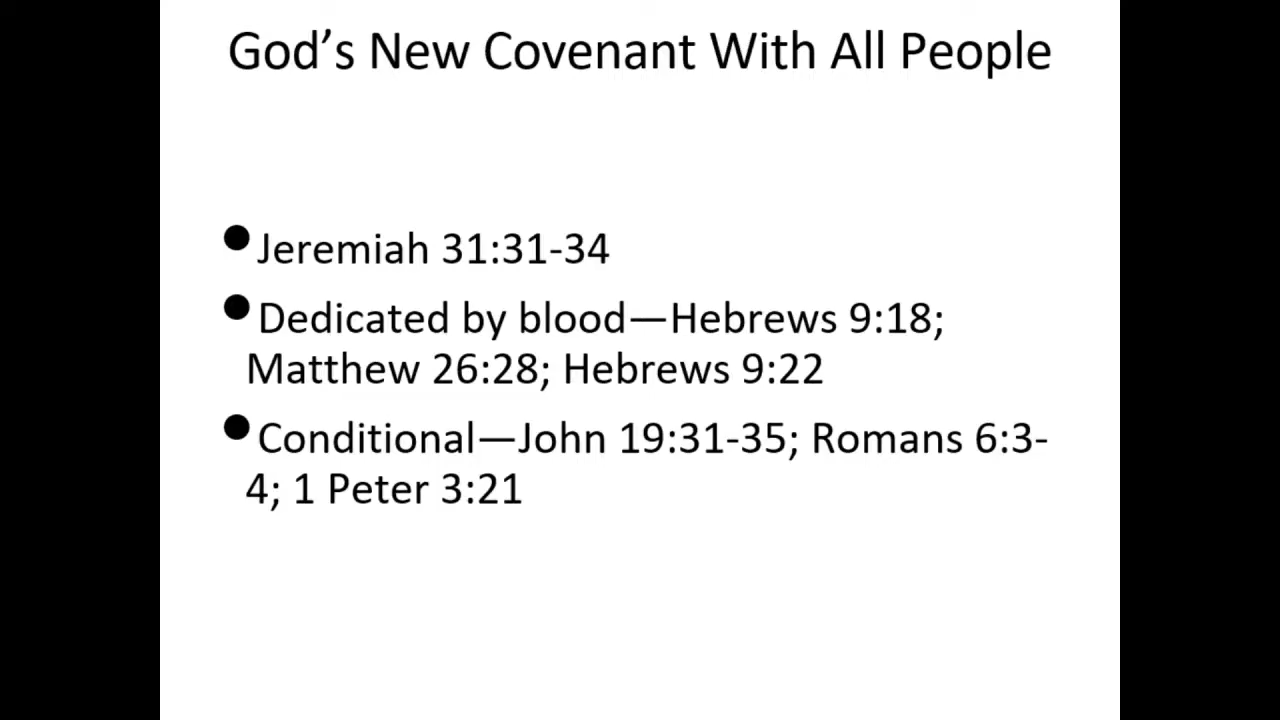 God’s New Covenant With All People
•Jeremiah 31:31-34
•Dedicated by blood—Hebrews 9:18;
Matthew 26:28; Hebrews 9:22
•Conditional—John 19:31-35; Romans 6:3-
4; 1 Peter 3:21